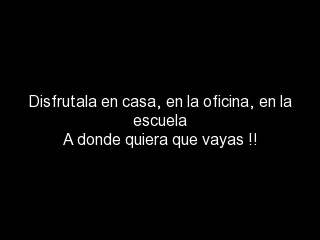 Disfrutala en casa, en la oficina, en la
escuela
A donde quiera que vayas !!